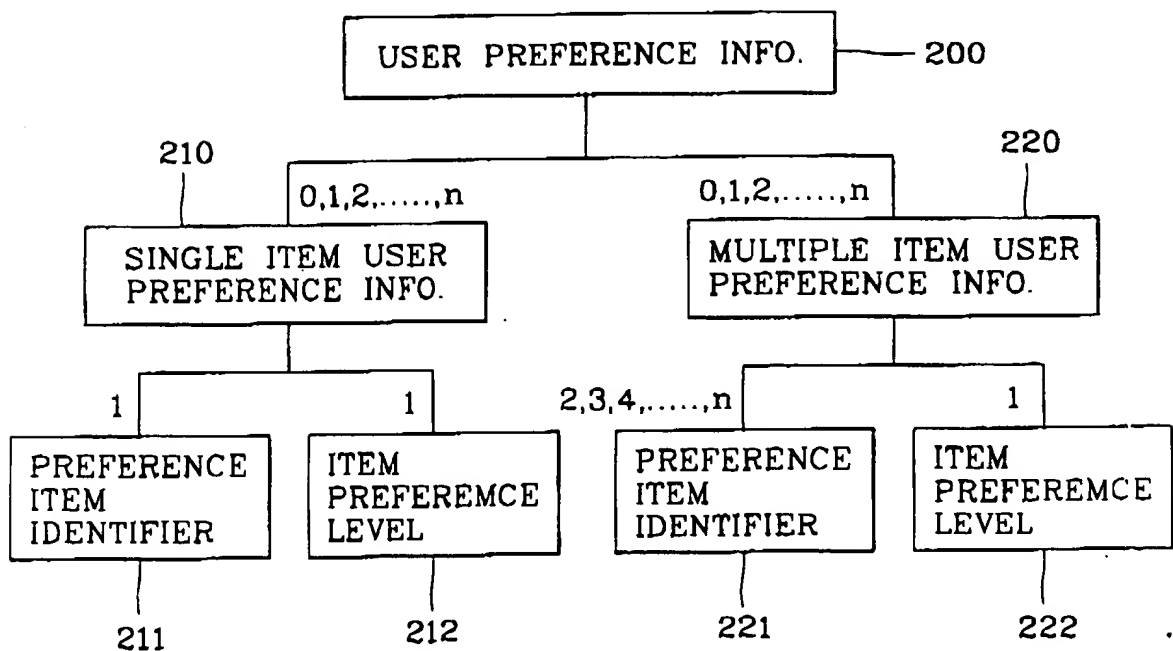 USER PREFERENCE INFO.
200
210
220
0,1,2,.....,n
0,1,2,.....,n
SINGLE ITEM USER
PREFERENCE INFO.
MULTIPLE ITEM USER
PREFERENCE INFO.
1
1
2,3,4,.....,n
1
PREFERENCE
ITEM
IDENTIFIER
ITEM
PREFEREMCE
LEVEL
PREFERENCE
ITEM
IDENTIFIER
ITEM
PREFEREMCE
LEVEL
211
212
221
222